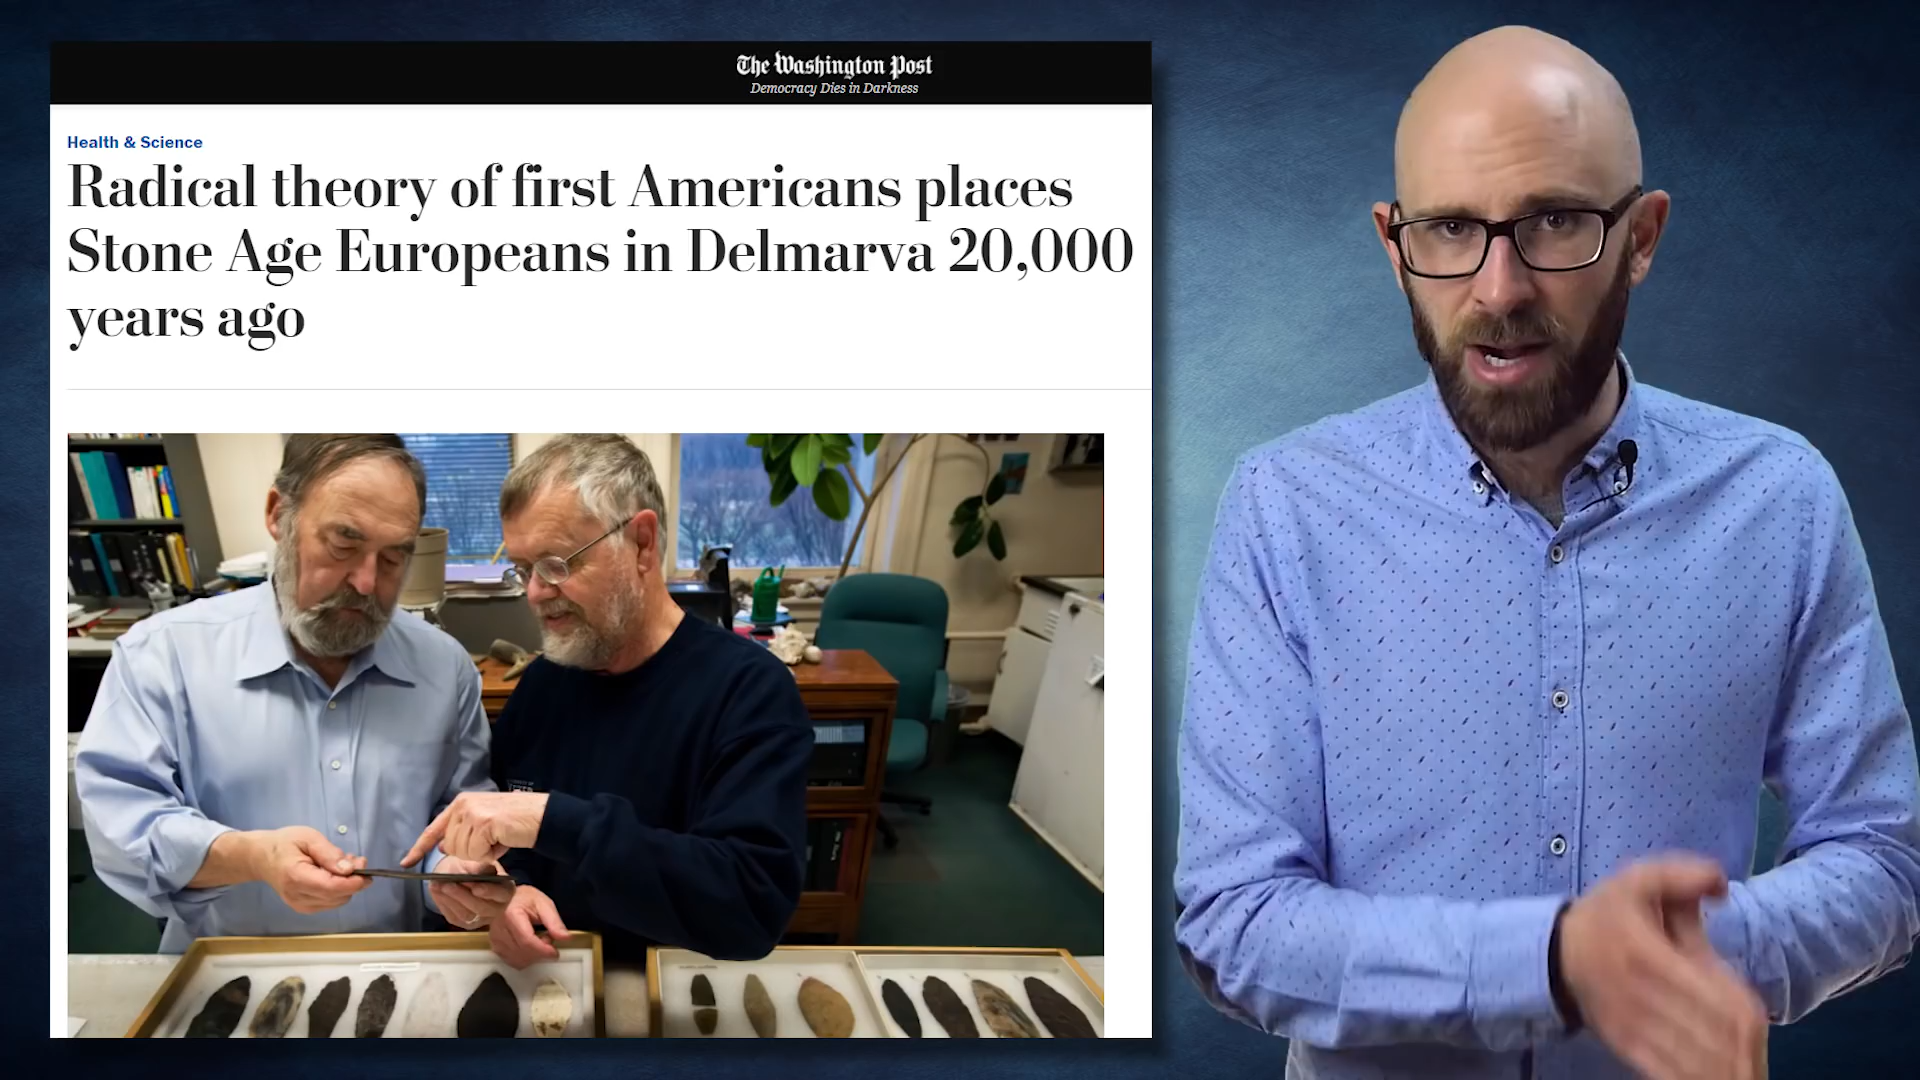 The Washington Post
Democracy Dies in Darkness
Health & Science
Radical theory of first Americans places
Stone Age Europeans in Delmarva 20,000
years ago